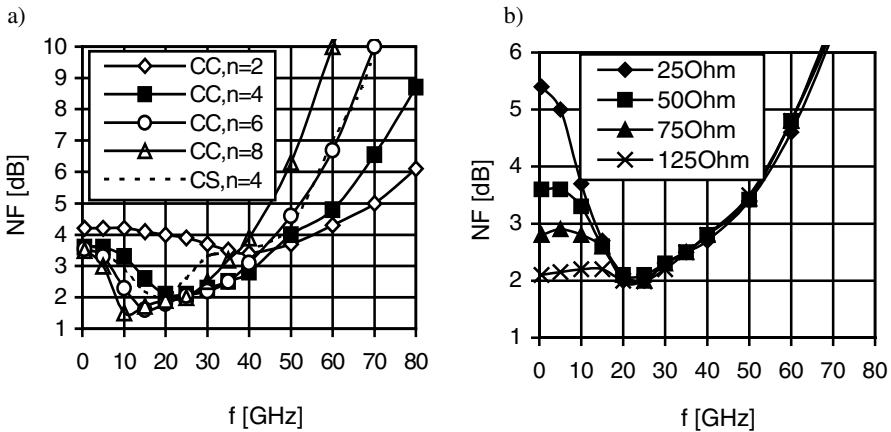 a)
10
9
8
7
6
5
4
3
2
1
NF [dB]
CC,n=2
CC,n=4
CC,n=6
CC,n=8
CS,n=4
0 10 20 30 40 50 60 70 80
f [GHz]
b)
6
5
4
3
2
1
NF [dB]
25Ohm
50Ohm
75Ohm
125Ohm
0 10 20 30 40 50 60 70 80
f [GHz]